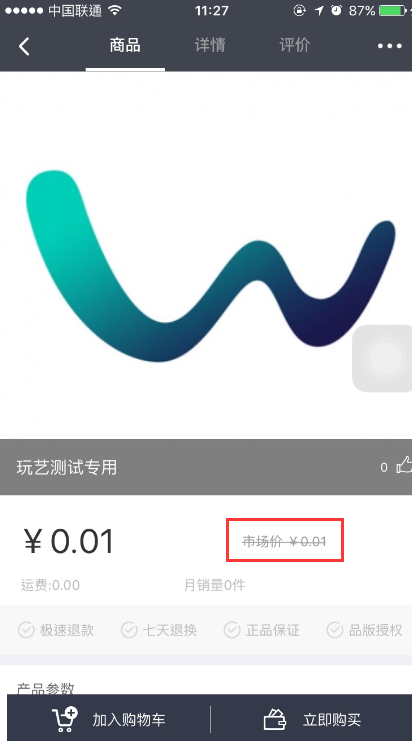 中国联通 11:27 87%
商品 详情 评价
玩艺测试专用 0
￥0.01 市场价 ￥0.01
运费:0.00 月销量0件
极速退款 七天退换 正品保证 品版授权
产品参数
加入购物车 立即购买